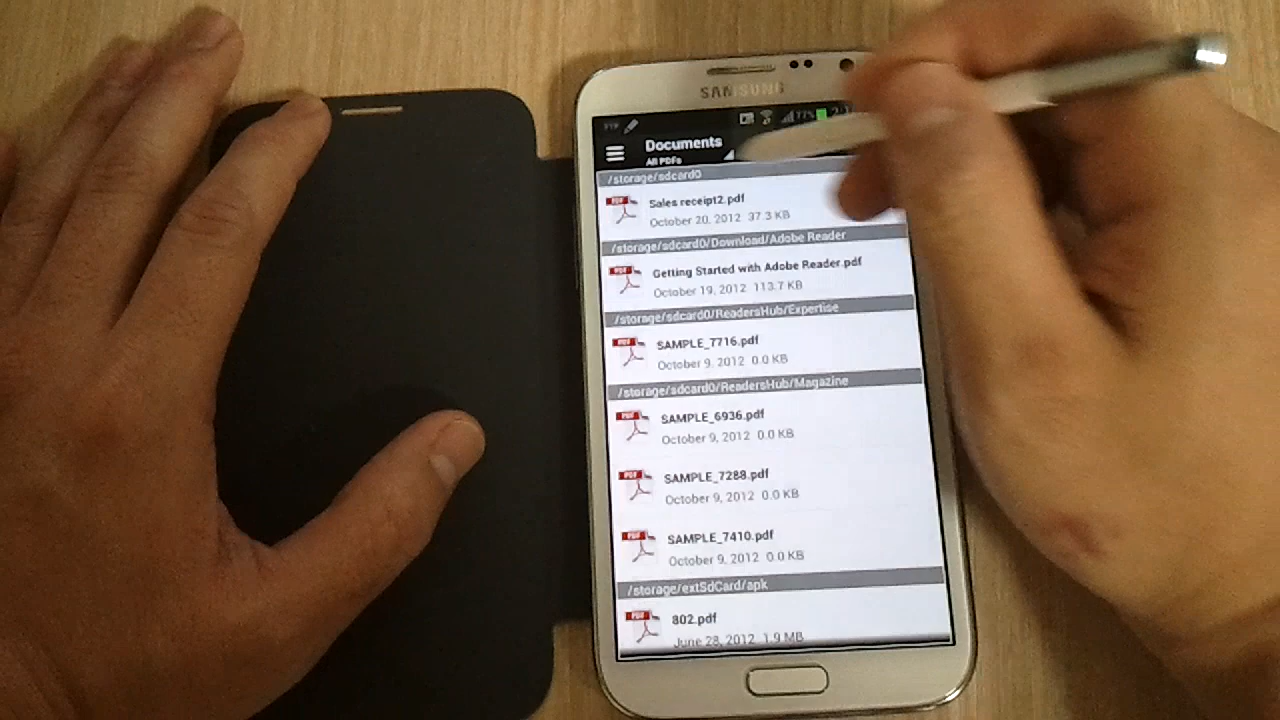 SAMSUNG
77%
Documents
All PDFs
/storage/sdcard0
Sales receipt2.pdf
October 20, 2012 37.3 KB
/storage/sdcard0/Download/Adobe Reader
Getting Started with Adobe Reader.pdf
October 19, 2012 113.7 KB
/storage/sdcard0/ReadersHub/Expertise
SAMPLE_7716.pdf
October 9, 2012 0.0 KB
/storage/sdcard0/ReadersHub/Magazine
SAMPLE_6936.pdf
October 9, 2012 0.0 KB
SAMPLE_7288.pdf
October 9, 2012 0.0 KB
SAMPLE_7410.pdf
October 9, 2012 0.0 KB
/storage/extSdCard/apk
802.pdf
June 28, 2012 1.9 MB